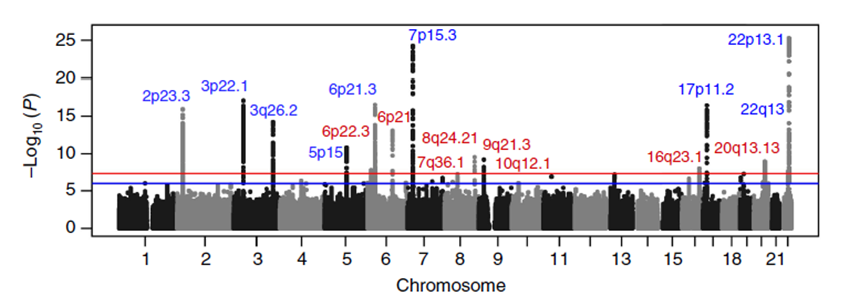 7p15.3
22p13.1
2p23.3
3p22.1
3q26.2
6p21.3
17p11.2
22q13
6p22.3
6p21
5p15
8q24.21
9q21.3
7q36.1
10q12.1
16q23.1
20q13.13
25
20
15
10
5
0
−Log10 (P)
1 2 3 4 5 6 7 8 9 11 13 15 18 21
Chromosome